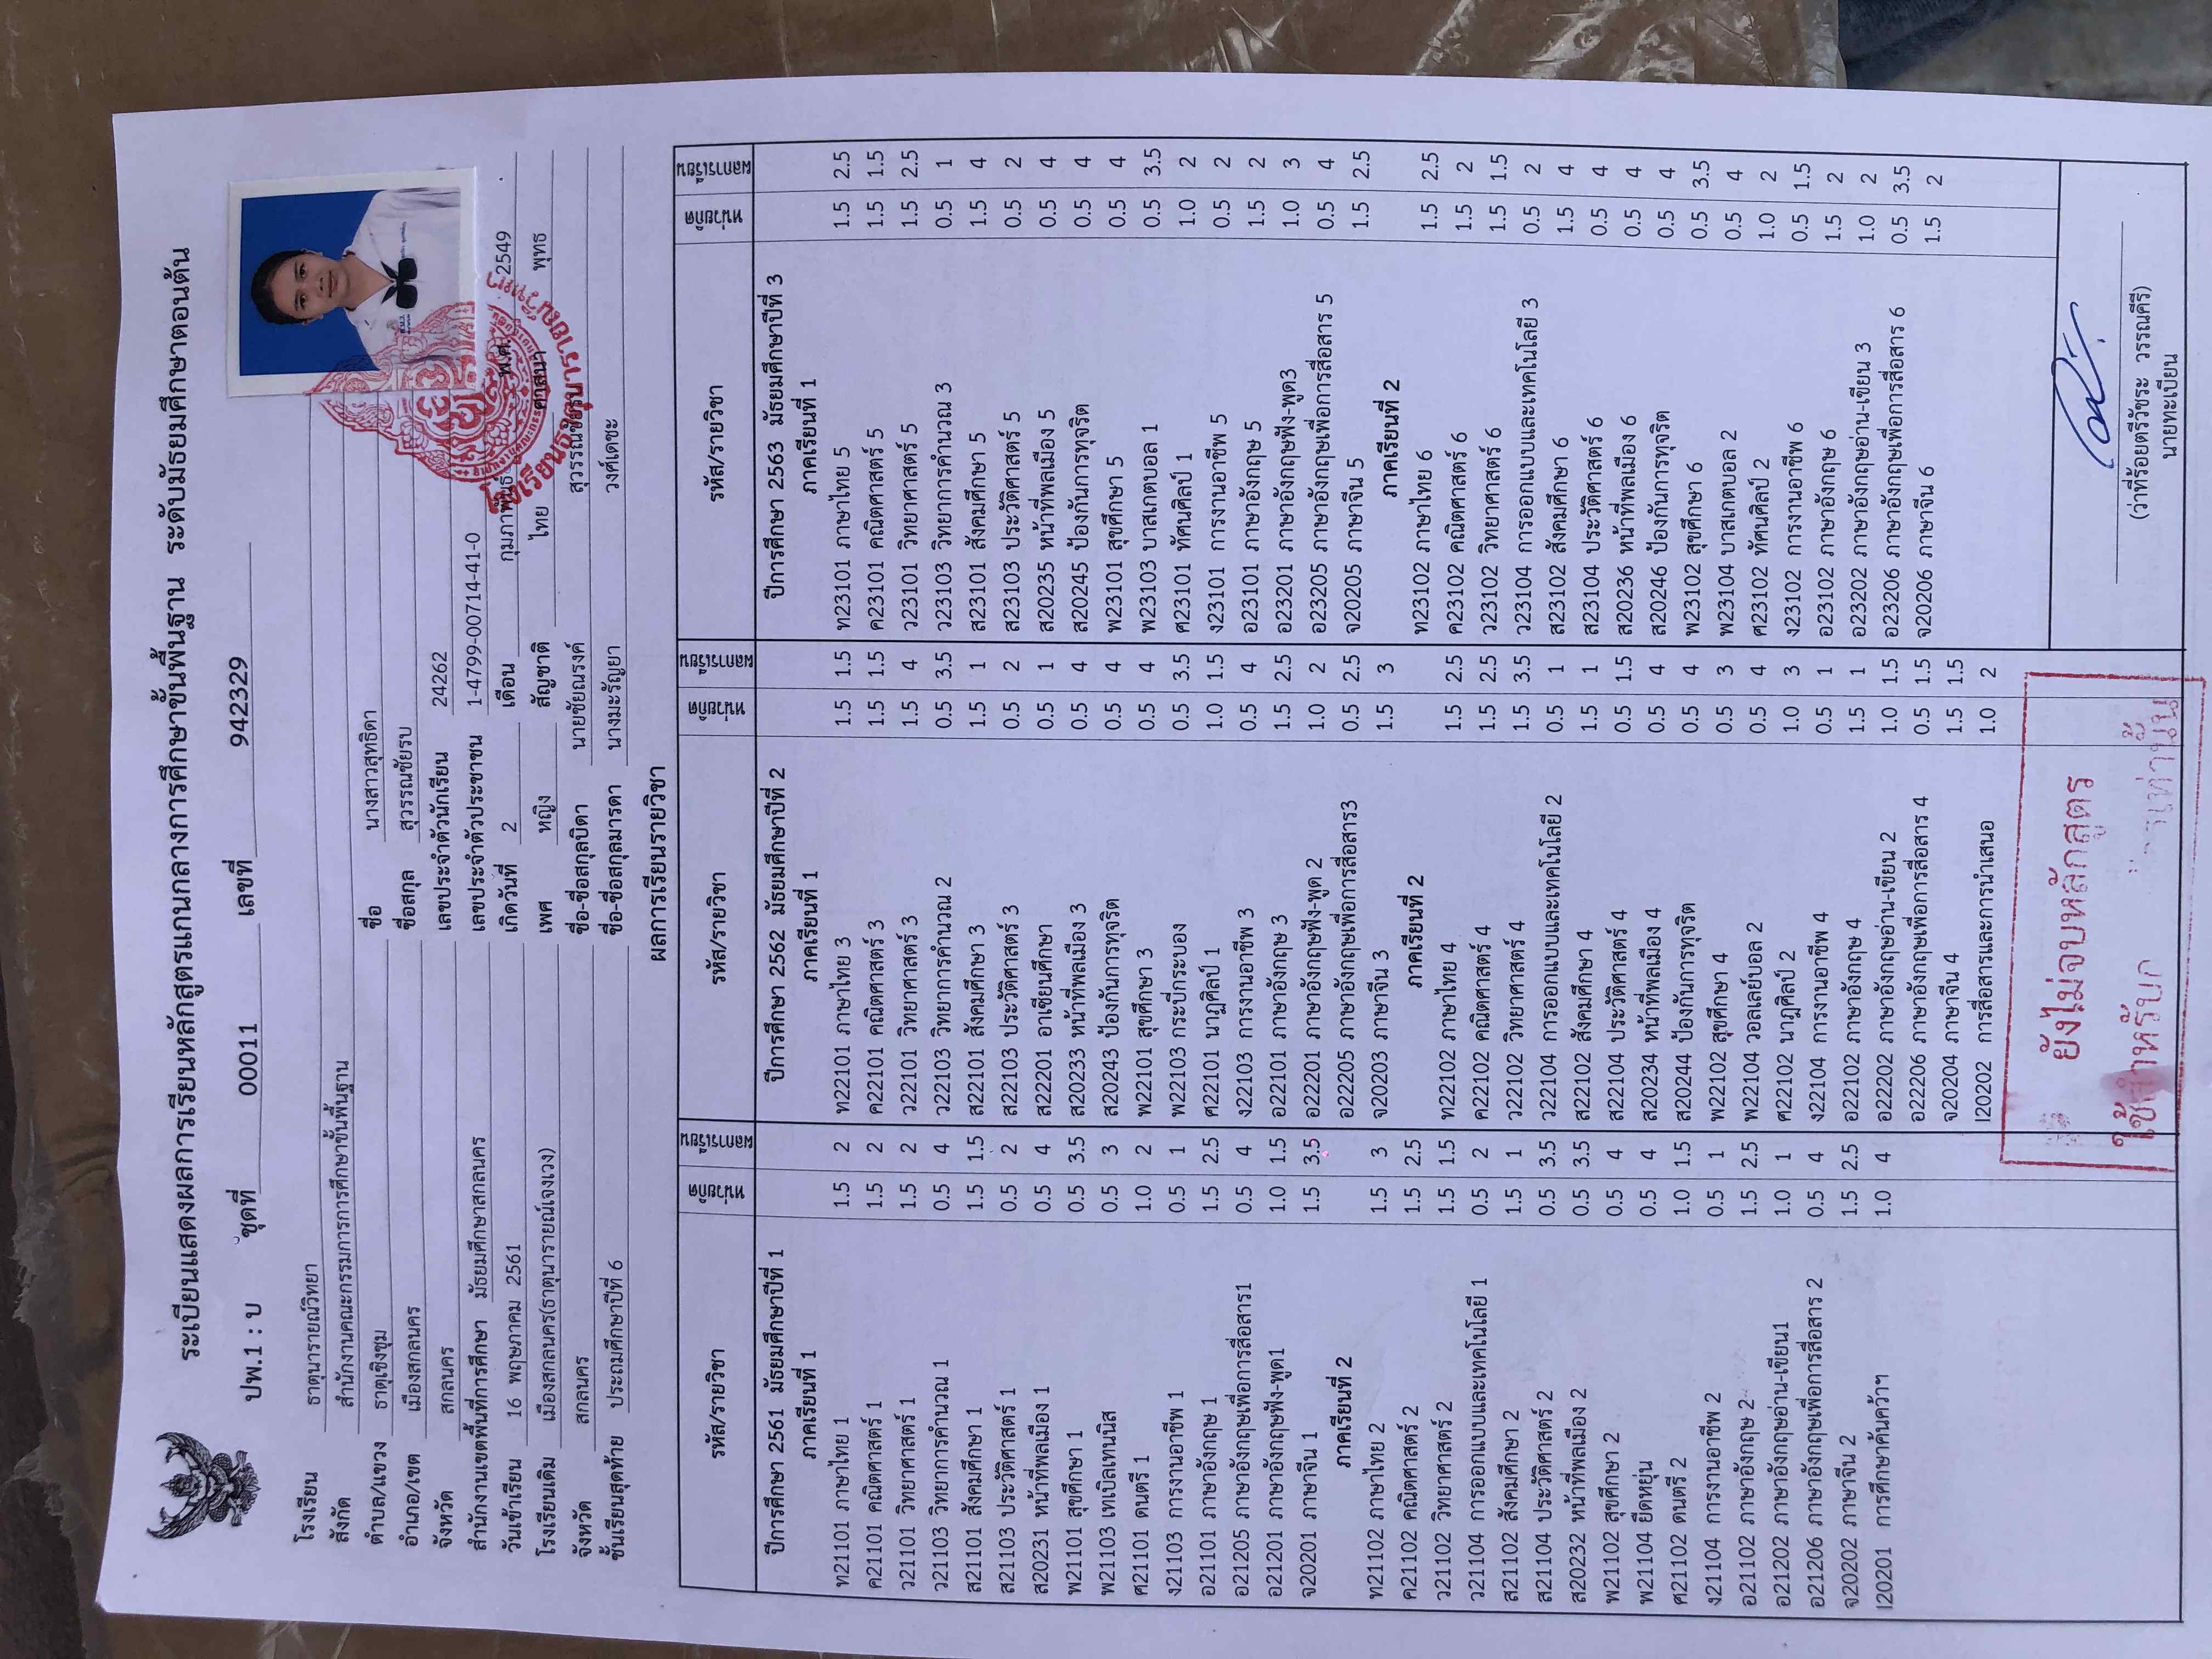 ระเบียนแสดงผลการเรียนหลักสูตรแกนกลางการศึกษาขั้นพื้นฐาน ระดับมัธยมศึกษาตอนต้น
ปพ.1 : บ ชุดที่ 00011 เลขที่ 942329
โรงเรียน ธาตุนารายณ์วิทยา
สังกัด สำนักงานคณะกรรมการการศึกษาขั้นพื้นฐาน
ตำบล/แขวง ธาตุเชิงชุม
อำเภอ/เขต เมืองสกลนคร
จังหวัด สกลนคร
สำนักงานเขตพื้นที่การศึกษา มัธยมศึกษาสกลนคร
วันเข้าเรียน 16 พฤษภาคม 2561
โรงเรียนเดิม เมืองสกลนคร(ธาตุนารายณ์เจงเวง)
จังหวัด สกลนคร
ชั้นเรียนสุดท้าย ประถมศึกษาปีที่ 6
ชื่อ นางสาวสุทธิดา
ชื่อสกุล สุวรรณชัยรบ
เลขประจำตัวนักเรียน 24262
เลขประจำตัวประชาชน 1-4799-00714-41-0
เกิดวันที่ 2 เดือน กุมภาพันธ์ พ.ศ. 2549
เพศ หญิง สัญชาติ ไทย ศาสนา พุทธ
ชื่อ-ชื่อสกุลบิดา นายชัยณรงค์ สุวรรณชัยรบ
ชื่อ-ชื่อสกุลมารดา นางมะรัญยา วงศ์เดชะ
โรงเรียนธาตุนารายณ์วิทยา
ผลการเรียนรายวิชา
รหัส/รายวิชา หน่วยกิต ผลการเรียน
ปีการศึกษา 2561 มัธยมศึกษาปีที่ 1
ภาคเรียนที่ 1
ท21101 ภาษาไทย 1 1.5 2
ค21101 คณิตศาสตร์ 1 1.5 2
ว21101 วิทยาศาสตร์ 1 1.5 2
ว21103 วิทยาการคำนวณ 1 0.5 4
ส21101 สังคมศึกษา 1 1.5 1.5
ส21103 ประวัติศาสตร์ 1 0.5 2
ส20231 หน้าที่พลเมือง 1 0.5 4
พ21101 สุขศึกษา 1 0.5 3.5
พ21103 เทเบิลเทนนิส 0.5 3
ศ21101 ดนตรี 1 1.0 2
ง21103 การงานอาชีพ 1 0.5 1
อ21101 ภาษาอังกฤษ 1 1.5 2.5
อ21205 ภาษาอังกฤษเพื่อการสื่อสาร1 0.5 4
อ21201 ภาษาอังกฤษฟัง-พูด1 1.0 1.5
จ20201 ภาษาจีน 1 1.5 3.5
ภาคเรียนที่ 2
ท21102 ภาษาไทย 2 1.5 3
ค21102 คณิตศาสตร์ 2 1.5 2.5
ว21102 วิทยาศาสตร์ 2 1.5 1.5
ว21104 การออกแบบและเทคโนโลยี 1 0.5 2
ส21102 สังคมศึกษา 2 1.5 1
ส21104 ประวัติศาสตร์ 2 0.5 3.5
ส20232 หน้าที่พลเมือง 2 0.5 3.5
พ21102 สุขศึกษา 2 0.5 4
พ21104 ยืดหยุ่น 0.5 4
ศ21102 ดนตรี 2 1.0 1.5
ง21104 การงานอาชีพ 2 0.5 1
อ21102 ภาษาอังกฤษ 2 1.5 2.5
อ21202 ภาษาอังกฤษอ่าน-เขียน1 1.0 1
อ21206 ภาษาอังกฤษเพื่อการสื่อสาร 2 0.5 4
จ20202 ภาษาจีน 2 1.5 2.5
I20201 การศึกษาค้นคว้าฯ 1.0 4
รหัส/รายวิชา หน่วยกิต ผลการเรียน
ปีการศึกษา 2562 มัธยมศึกษาปีที่ 2
ภาคเรียนที่ 1
ท22101 ภาษาไทย 3 1.5 1.5
ค22101 คณิตศาสตร์ 3 1.5 1.5
ว22101 วิทยาศาสตร์ 3 1.5 4
ว22103 วิทยาการคำนวณ 2 0.5 3.5
ส22101 สังคมศึกษา 3 1.5 1
ส22103 ประวัติศาสตร์ 3 0.5 2
ส22201 อาเซียนศึกษา 0.5 1
ส20233 หน้าที่พลเมือง 3 0.5 4
ส20243 ป้องกันการทุจริต 0.5 4
พ22101 สุขศึกษา 3 0.5 4
พ22103 กระบี่กระบอง 0.5 3.5
ศ22101 นาฏศิลป์ 1 1.0 1.5
ง22103 การงานอาชีพ 3 0.5 4
อ22101 ภาษาอังกฤษ 3 1.5 2.5
อ22201 ภาษาอังกฤษฟัง-พูด 2 1.0 2
อ22205 ภาษาอังกฤษเพื่อการสื่อสาร3 0.5 2.5
จ20203 ภาษาจีน 3 1.5 3
ภาคเรียนที่ 2
ท22102 ภาษาไทย 4 1.5 2.5
ค22102 คณิตศาสตร์ 4 1.5 2.5
ว22102 วิทยาศาสตร์ 4 1.5 3.5
ว22104 การออกแบบและเทคโนโลยี 2 0.5 1
ส22102 สังคมศึกษา 4 1.5 1
ส22104 ประวัติศาสตร์ 4 0.5 1.5
ส20234 หน้าที่พลเมือง 4 0.5 4
ส20244 ป้องกันการทุจริต 0.5 4
พ22102 สุขศึกษา 4 0.5 3
พ22104 วอลเลย์บอล 2 0.5 4
ศ22102 นาฏศิลป์ 2 1.0 3
ง22104 การงานอาชีพ 4 0.5 1
อ22102 ภาษาอังกฤษ 4 1.5 1
อ22202 ภาษาอังกฤษอ่าน-เขียน 2 1.0 1.5
อ22206 ภาษาอังกฤษเพื่อการสื่อสาร 4 0.5 1.5
จ20204 ภาษาจีน 4 1.5 1.5
I20202 การสื่อสารและการนำเสนอ 1.0 2
รหัส/รายวิชา หน่วยกิต ผลการเรียน
ปีการศึกษา 2563 มัธยมศึกษาปีที่ 3
ภาคเรียนที่ 1
ท23101 ภาษาไทย 5 1.5 2.5
ค23101 คณิตศาสตร์ 5 1.5 1.5
ว23101 วิทยาศาสตร์ 5 1.5 2.5
ว23103 วิทยาการคำนวณ 3 0.5 1
ส23101 สังคมศึกษา 5 1.5 4
ส23103 ประวัติศาสตร์ 5 0.5 2
ส20235 หน้าที่พลเมือง 5 0.5 4
ส20245 ป้องกันการทุจริต 0.5 4
พ23101 สุขศึกษา 5 0.5 4
พ23103 บาสเกตบอล 1 0.5 3.5
ศ23101 ทัศนศิลป์ 1 1.0 2
ง23101 การงานอาชีพ 5 0.5 2
อ23101 ภาษาอังกฤษ 5 1.5 2
อ23201 ภาษาอังกฤษฟัง-พูด3 1.0 3
อ23205 ภาษาอังกฤษเพื่อการสื่อสาร 5 0.5 4
จ20205 ภาษาจีน 5 1.5 2.5
ภาคเรียนที่ 2
ท23102 ภาษาไทย 6 1.5 2.5
ค23102 คณิตศาสตร์ 6 1.5 2
ว23102 วิทยาศาสตร์ 6 1.5 1.5
ว23104 การออกแบบและเทคโนโลยี 3 0.5 2
ส23102 สังคมศึกษา 6 1.5 4
ส23104 ประวัติศาสตร์ 6 0.5 4
ส20236 หน้าที่พลเมือง 6 0.5 4
ส20246 ป้องกันการทุจริต 0.5 4
พ23102 สุขศึกษา 6 0.5 3.5
พ23104 บาสเกตบอล 2 0.5 4
ศ23102 ทัศนศิลป์ 2 1.0 2
ง23102 การงานอาชีพ 6 0.5 1.5
อ23102 ภาษาอังกฤษ 6 1.5 2
อ23202 ภาษาอังกฤษอ่าน-เขียน 3 1.0 2
อ23206 ภาษาอังกฤษเพื่อการสื่อสาร 6 0.5 3.5
จ20206 ภาษาจีน 6 1.5 2
ยังไม่จบหลักสูตร
(ว่าที่ร้อยตรีวัชระ วรรณคีรี)
นายทะเบียน